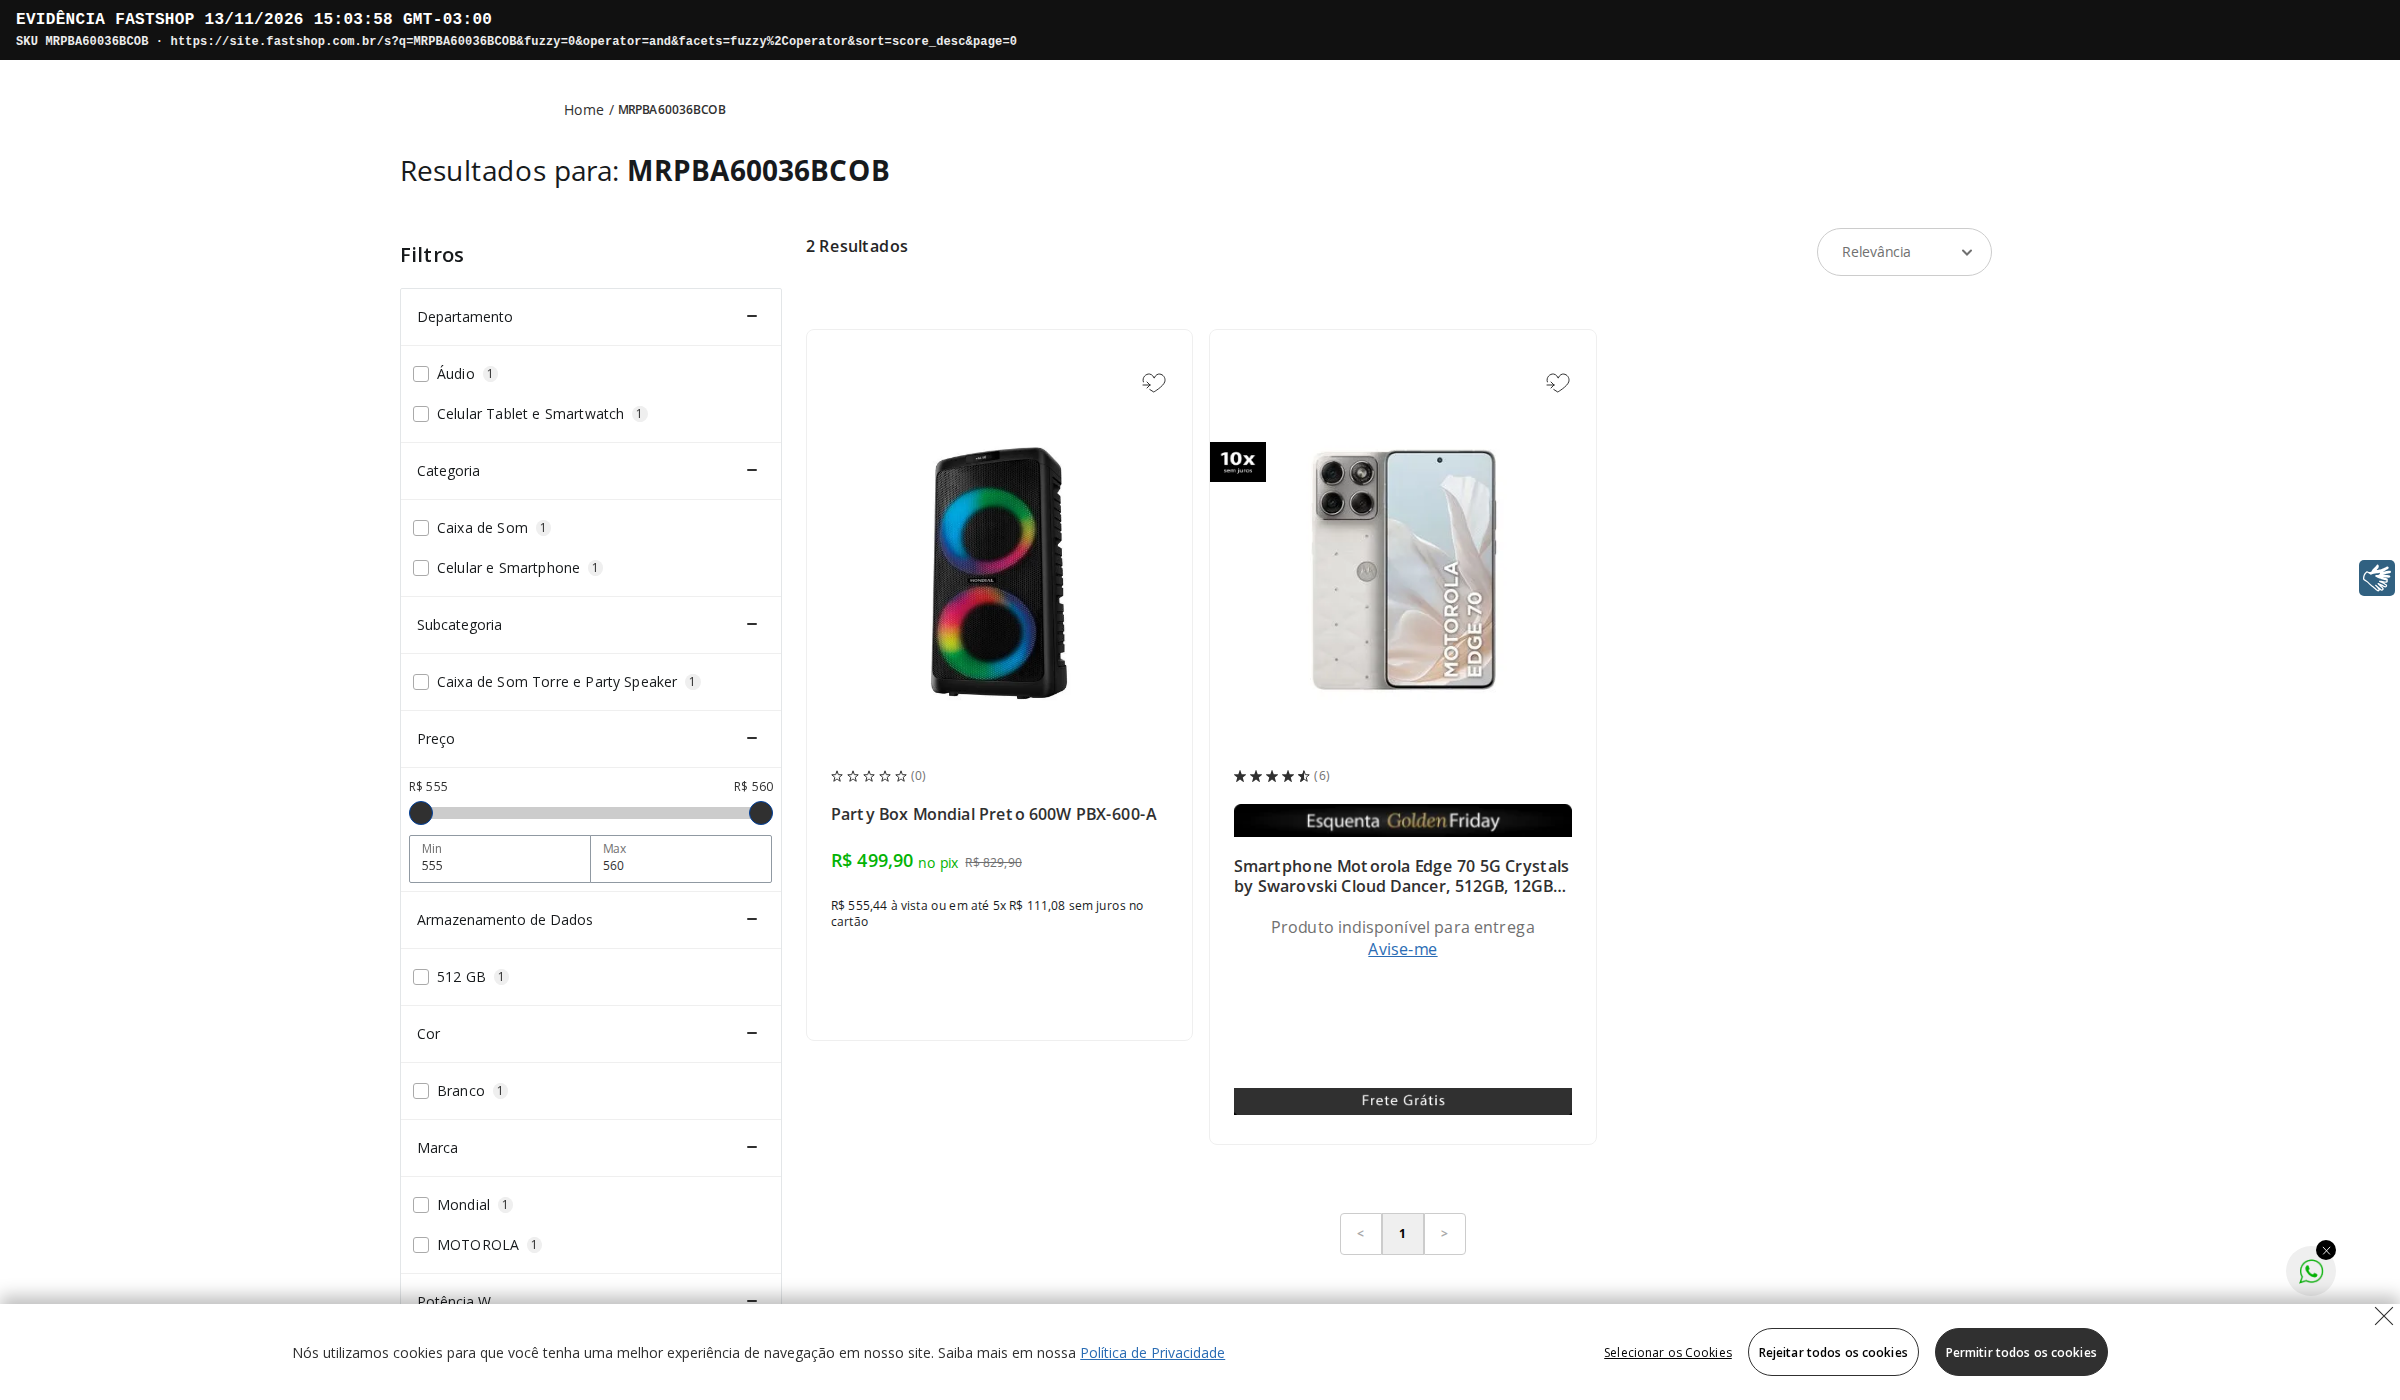 EVIDÊNCIA FASTSHOP 13/11/2026 15:03:58 GMT-03:00
SKU MRPBA60036BCOB · https://site.fastshop.com.br/s?q=MRPBA60036BCOB&fuzzy=0&operator=and&facets=fuzzy%2Coperator&sort=score_desc&page=0
Home / MRPBA60036BCOB
Resultados para: MRPBA60036BCOB
Filtros
2 Resultados
Relevância
Departamento
Áudio 1
Celular Tablet e Smartwatch 1
Categoria
Caixa de Som 1
Celular e Smartphone 1
Subcategoria
Caixa de Som Torre e Party Speaker 1
Preço
R$ 555
R$ 560
Min
555
Max
560
Armazenamento de Dados
512 GB 1
Cor
Branco 1
Marca
Mondial 1
MOTOROLA 1
Potência W
MONDIAL
(0)
Party Box Mondial Preto 600W PBX-600-A
R$ 499,90 no pix R$ 829,90
R$ 555,44 à vista ou em até 5x R$ 111,08 sem juros no
cartão
10x
sem juros
MOTOROLA
EDGE 70
(6)
Esquenta Golden Friday
Smartphone Motorola Edge 70 5G Crystals
by Swarovski Cloud Dancer, 512GB, 12GB...
Produto indisponível para entrega
Avise-me
Frete Grátis
< 1 >
Nós utilizamos cookies para que você tenha uma melhor experiência de navegação em nosso site. Saiba mais em nossa Política de Privacidade
Selecionar os Cookies
Rejeitar todos os cookies
Permitir todos os cookies